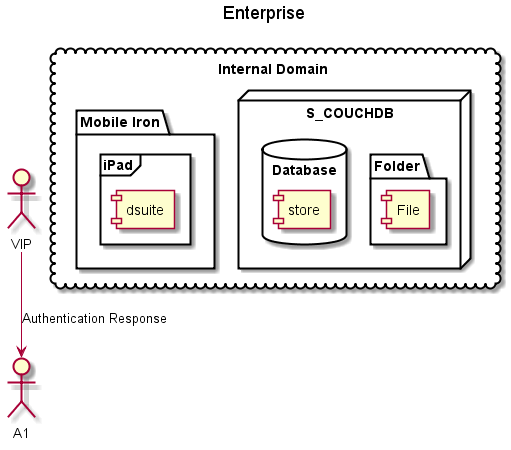 Enterprise
Internal Domain
Mobile Iron
S_COUCHDB
iPad
Database
Folder
dsuite
store
File
VIP
Authentication Response
A1